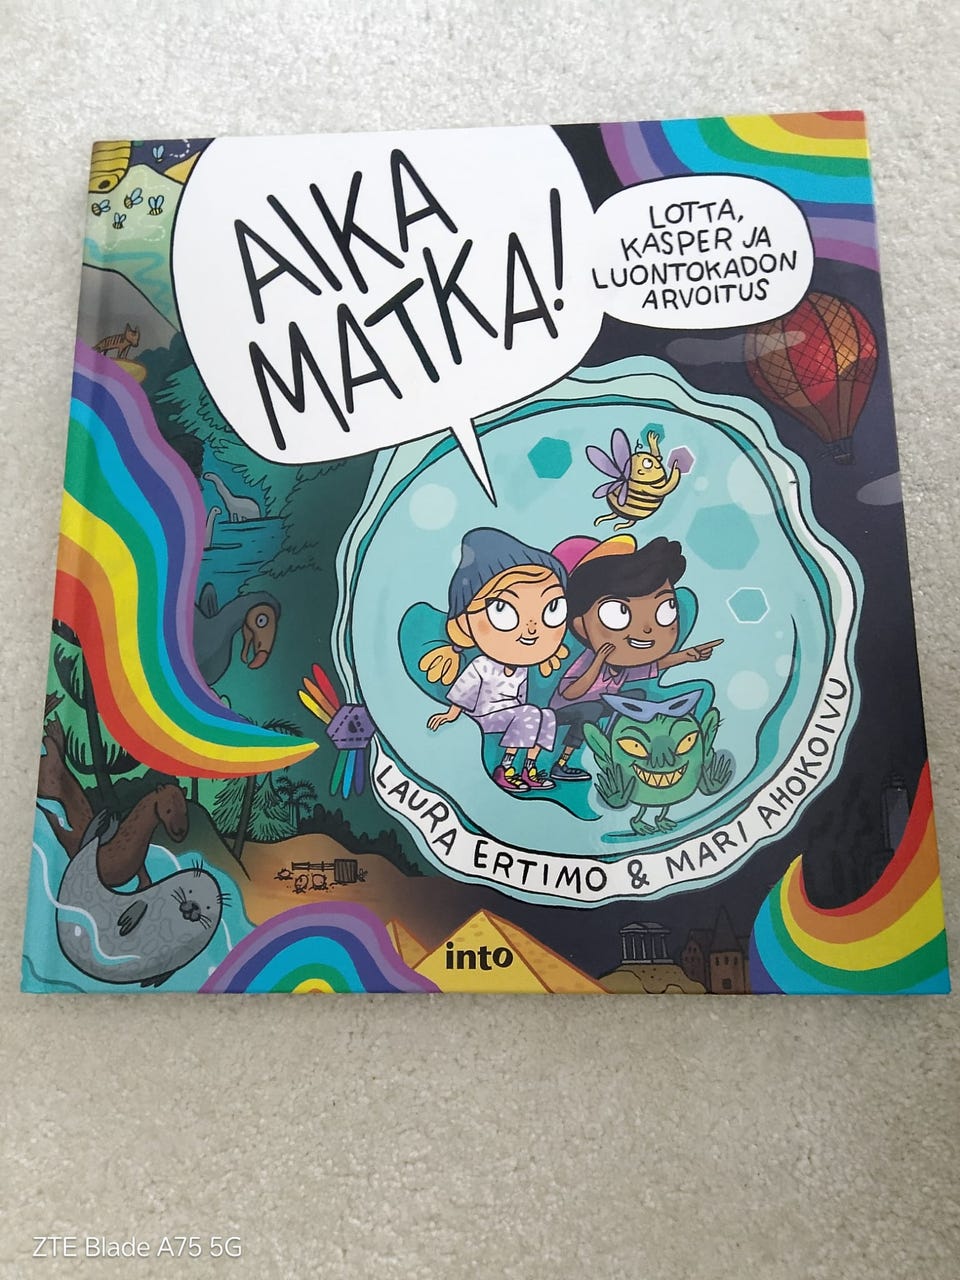 AIKA
MATKA!
LOTTA,
KASPER JA
LUONTOKADON
ARVOITUS
LAURA ERTIMO & MARI AHOKOIVU
into
ZTE Blade A75 5G